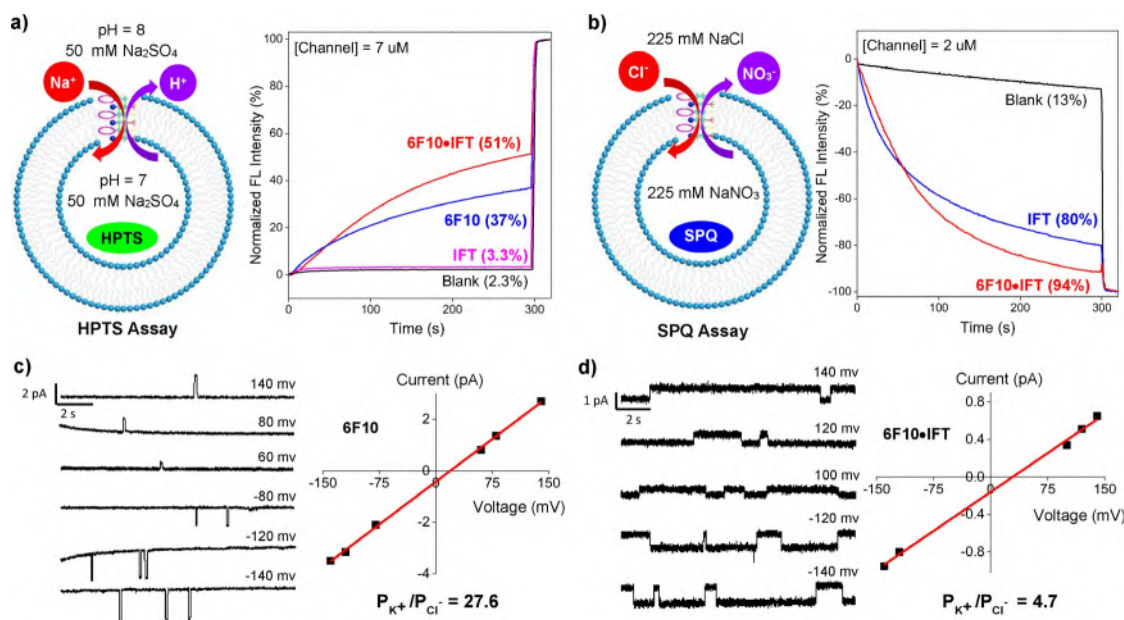 a)
pH = 8
50 mM Na₂SO₄
Na⁺
H⁺
pH = 7
50 mM Na₂SO₄
HPTS
HPTS Assay
Normalized FL Intensity (%)
100
80
60
40
20
0
[Channel] = 7 uM
6F10•IFT (51%)
6F10 (37%)
IFT (3.3%)
Blank (2.3%)
0
100
200
300
Time (s)
b)
225 mM NaCl
Cl⁻
NO₃⁻
225 mM NaNO₃
SPQ
SPQ Assay
Normalized FL Intensity (%)
0
-20
-40
-60
-80
-100
[Channel] = 2 uM
Blank (13%)
IFT (80%)
6F10•IFT (94%)
0
100
200
300
Time (s)
c)
2 pA
2 s
140 mv
80 mv
60 mv
-80 mv
-120 mv
-140 mv
Current (pA)
6F10
2
0
-2
-4
-150
-75
0
75
150
Voltage (mV)
P_K+/P_Cl- = 27.6
d)
1 pA
2 s
140 mv
120 mv
100 mv
-120 mv
-140 mv
Current (pA)
6F10•IFT
0.8
0.4
0.0
-0.4
-0.8
-150
-75
0
75
150
Voltage (mV)
P_K+/P_Cl- = 4.7